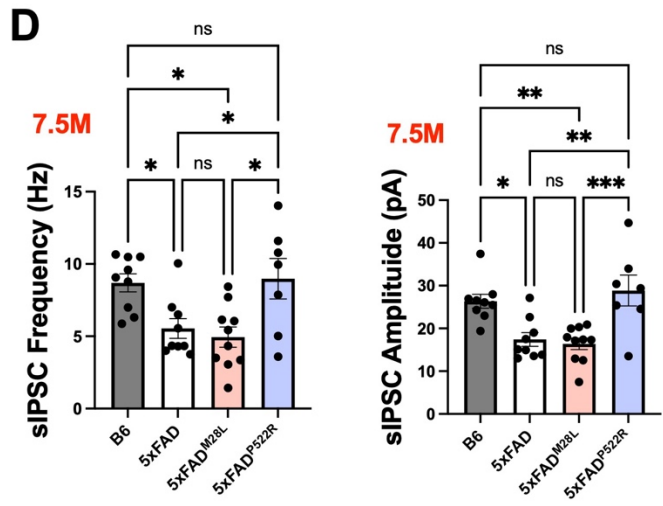 D
7.5M
sIPSC Frequency (Hz)
15
10
5
0
ns
*
*
*
ns
*
B6
5xFAD
5xFADM28L
5xFADP522R
7.5M
sIPSC Amplituide (pA)
50
40
30
20
10
0
ns
**
**
*
ns
***
B6
5xFAD
5xFADM28L
5xFADP522R